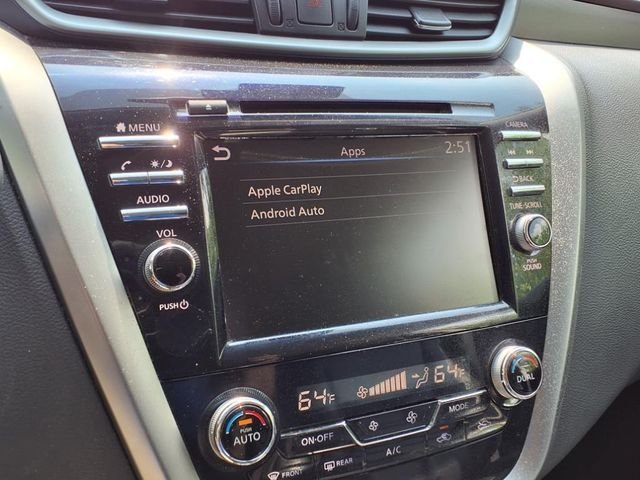 MENU
CAMERA
Apps 2:51
Apple CarPlay
Android Auto
BACK
AUDIO
TUNE·SCROLL
VOL
PUSH
PUSH
SOUND
64°F 64°F
PUSH
AUTO
DUAL
ON·OFF
MODE
A/C
FRONT
REAR